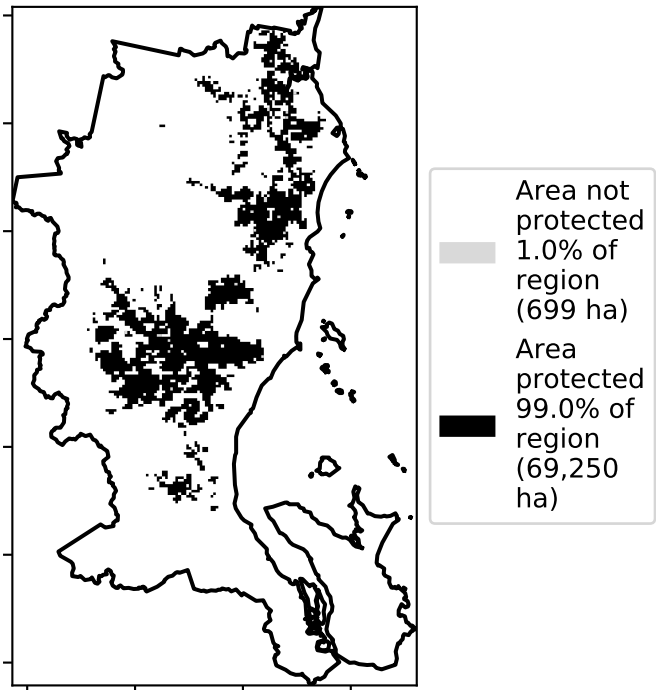 Area not
protected
1.0% of
region
(699 ha)
Area
protected
99.0% of
region
(69,250
ha)